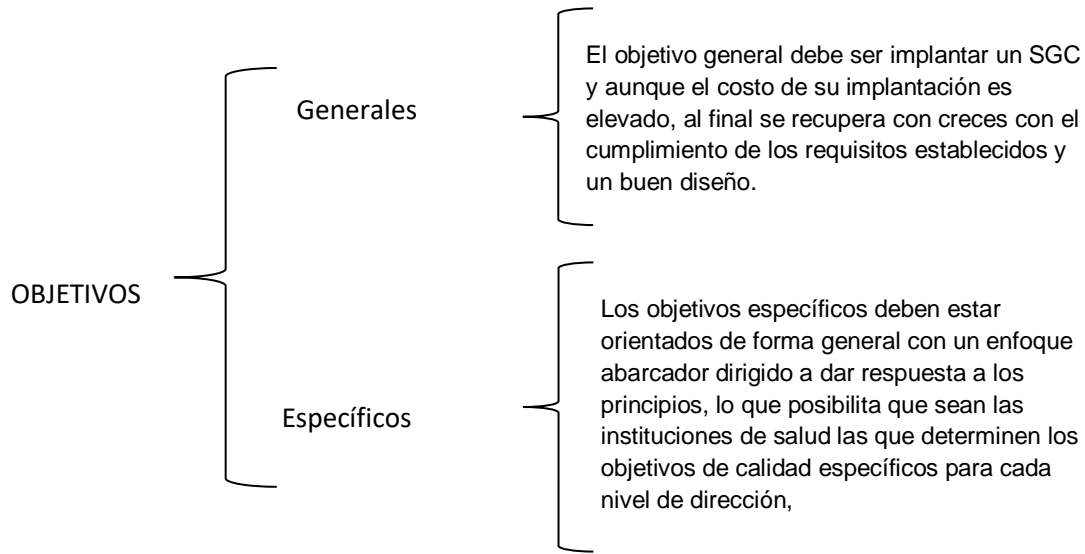 OBJETIVOS
Generales
El objetivo general debe ser implantar un SGC
y aunque el costo de su implantación es
elevado, al final se recupera con creces con el
cumplimiento de los requisitos establecidos y
un buen diseño.
Específicos
Los objetivos específicos deben estar
orientados de forma general con un enfoque
abarcador dirigido a dar respuesta a los
principios, lo que posibilita que sean las
instituciones de salud las que determinen los
objetivos de calidad específicos para cada
nivel de dirección,